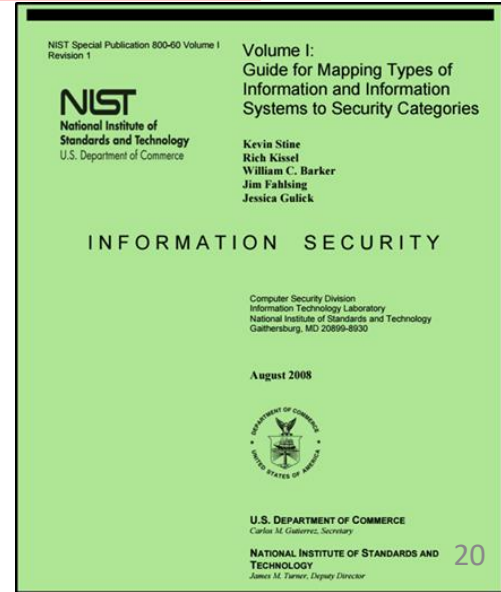 NIST Special Publication 800-60 Volume I
Revision 1
NIST
National Institute of
Standards and Technology
U.S. Department of Commerce
Volume I:
Guide for Mapping Types of
Information and Information
Systems to Security Categories
Kevin Stine
Rich Kissel
William C. Barker
Jim Fahlsing
Jessica Gulick
INFORMATION SECURITY
Computer Security Division
Information Technology Laboratory
National Institute of Standards and Technology
Gaithersburg, MD 20899-8930
August 2008
DEPARTMENT OF COMMERCE
UNITED STATES OF AMERICA
U.S. DEPARTMENT OF COMMERCE
Carlos M. Gutierrez, Secretary
NATIONAL INSTITUTE OF STANDARDS AND
TECHNOLOGY
James M. Turner, Deputy Director
20